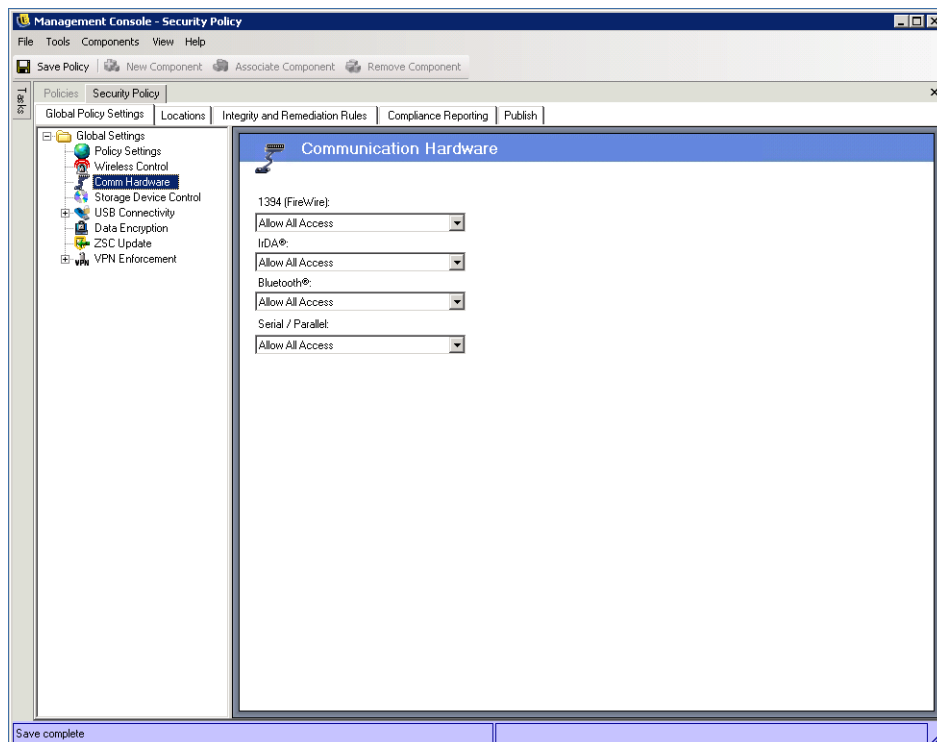 Management Console - Security Policy
File Tools Components View Help
Save Policy New Component Associate Component Remove Component
Tasks
Policies Security Policy
Global Policy Settings Locations Integrity and Remediation Rules Compliance Reporting Publish
Global Settings
Policy Settings
Wireless Control
Comm Hardware
Storage Device Control
USB Connectivity
Data Encryption
ZSC Update
VPN Enforcement
Communication Hardware
1394 (FireWire):
Allow All Access
IrDA®:
Allow All Access
Bluetooth®:
Allow All Access
Serial / Parallel:
Allow All Access
Save complete